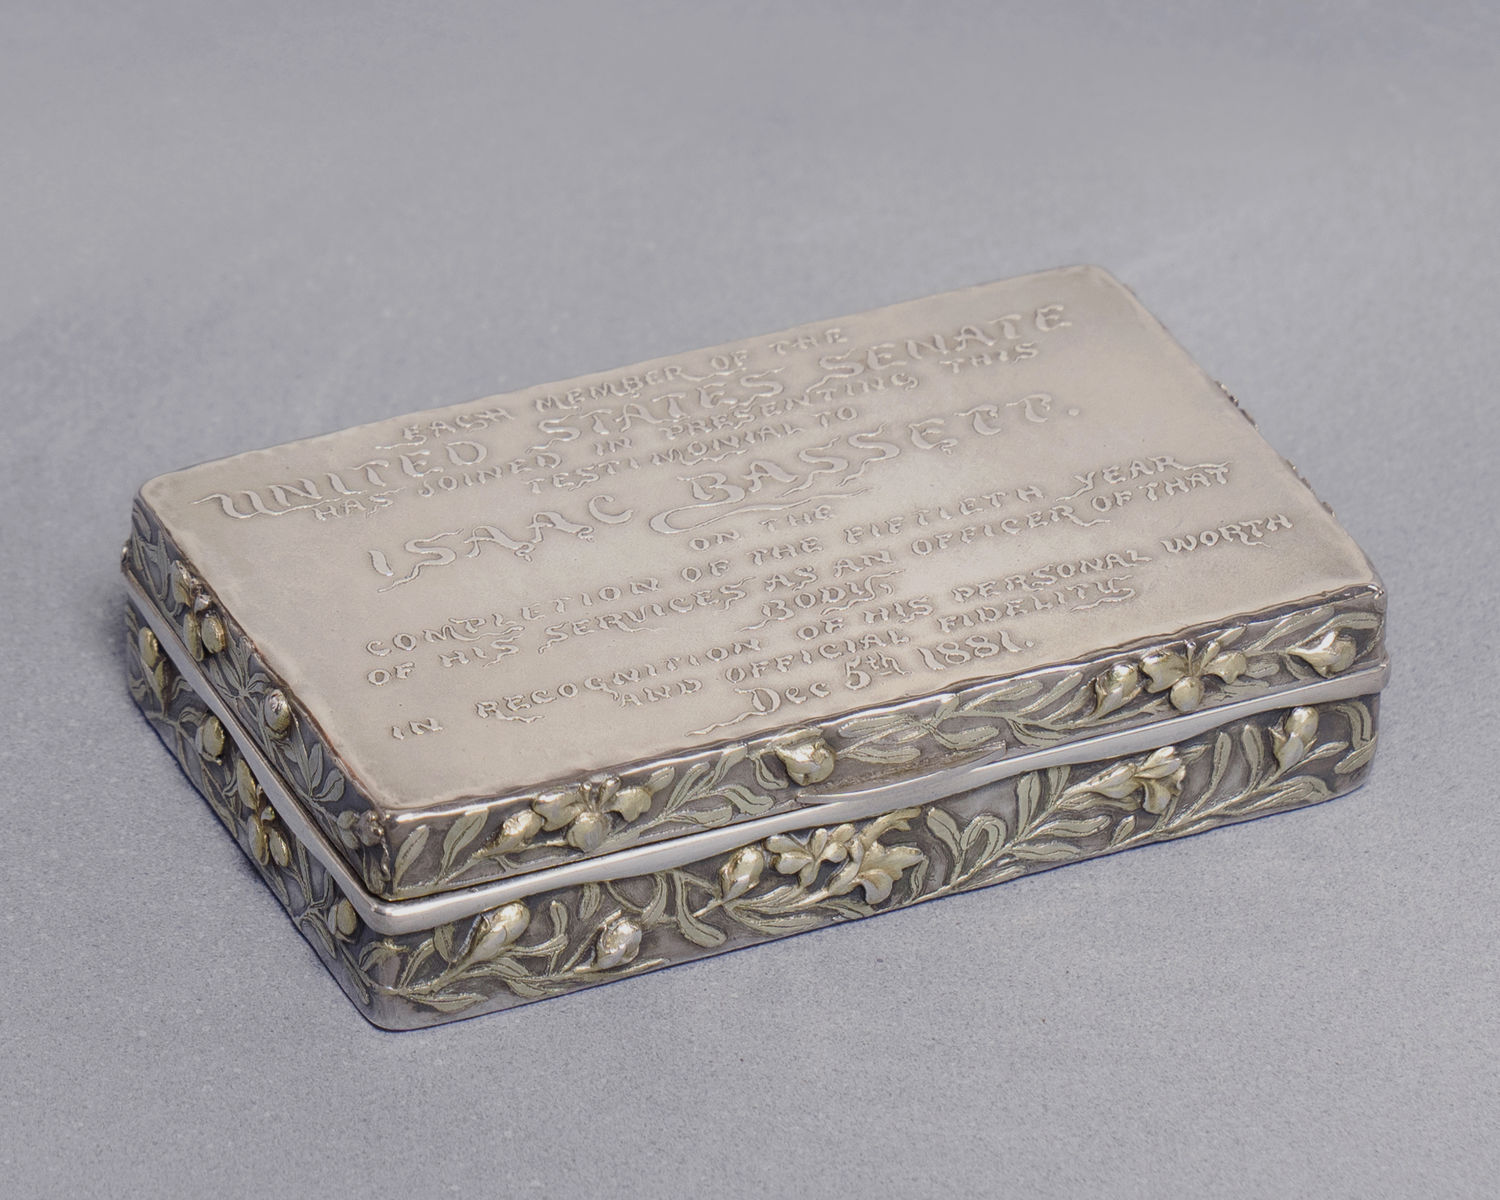 EACH MEMBER OF THE
UNITED STATES SENATE
HAS JOINED IN PRESENTING THIS
TESTIMONIAL TO
ISAAC BASSETT.
ON THE
COMPLETION OF THE FIFTIETH YEAR
OF HIS SERVICES AS AN OFFICER OF THAT
BODY
IN RECOGNITION OF HIS PERSONAL WORTH
AND OFFICIAL FIDELITY
Dec 5th 1881.